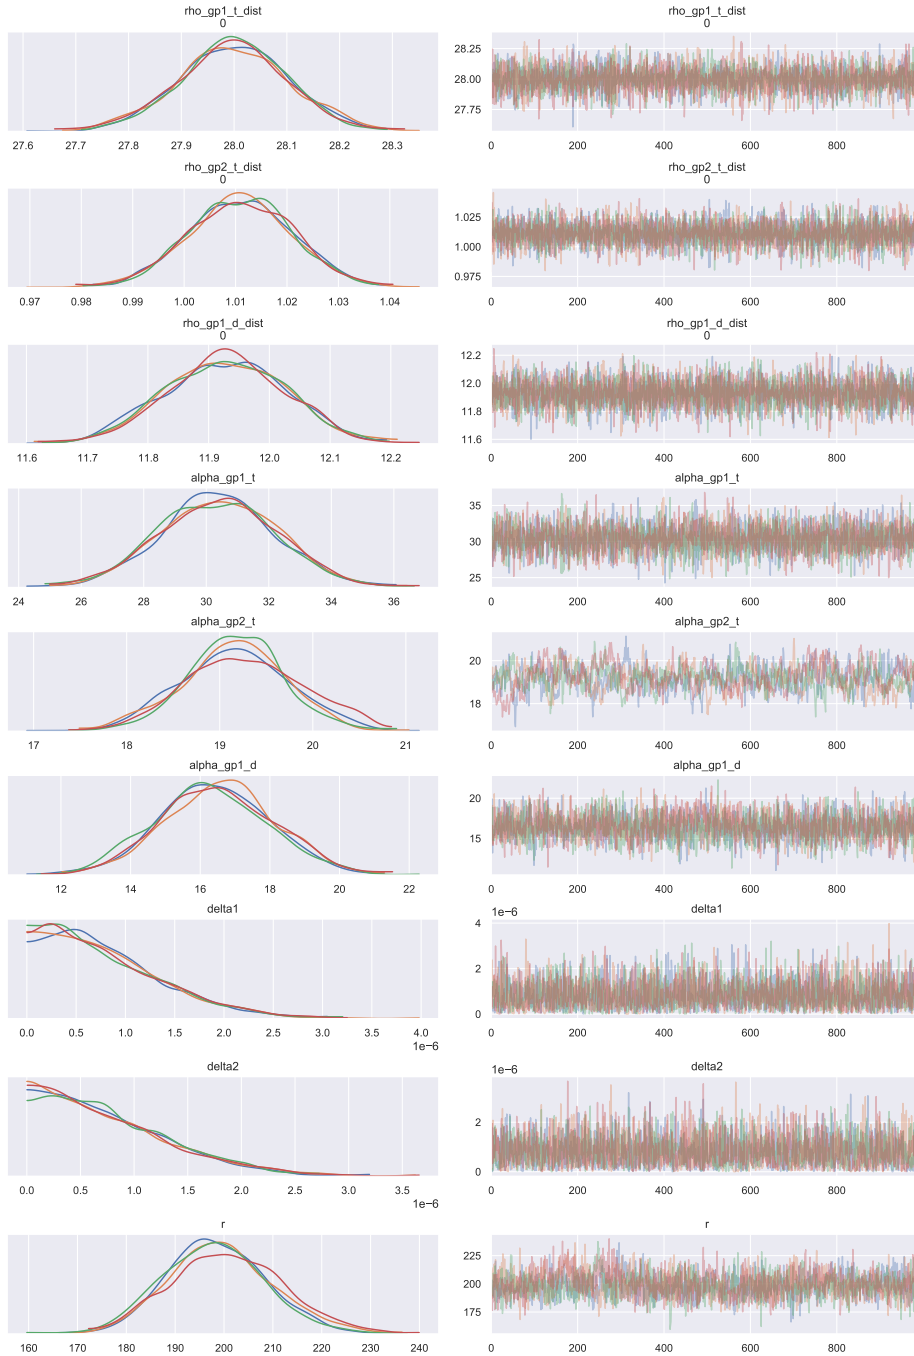 rho_gp1_t_dist
0
27.6 27.7 27.8 27.9 28.0 28.1 28.2 28.3
rho_gp1_t_dist
0
28.25
28.00
27.75
0 200 400 600 800
rho_gp2_t_dist
0
0.97 0.98 0.99 1.00 1.01 1.02 1.03 1.04
rho_gp2_t_dist
0
1.025
1.000
0.975
0 200 400 600 800
rho_gp1_d_dist
0
11.6 11.7 11.8 11.9 12.0 12.1 12.2
rho_gp1_d_dist
0
12.2
12.0
11.8
11.6
0 200 400 600 800
alpha_gp1_t
24 26 28 30 32 34 36
alpha_gp1_t
35
30
25
0 200 400 600 800
alpha_gp2_t
17 18 19 20 21
alpha_gp2_t
20
18
0 200 400 600 800
alpha_gp1_d
12 14 16 18 20 22
alpha_gp1_d
20
15
0 200 400 600 800
delta1
0.0 0.5 1.0 1.5 2.0 2.5 3.0 3.5 4.0
1e−6
1e−6
delta1
4
2
0
0 200 400 600 800
delta2
0.0 0.5 1.0 1.5 2.0 2.5 3.0 3.5
1e−6
1e−6
delta2
2
0
0 200 400 600 800
r
160 170 180 190 200 210 220 230 240
r
225
200
175
0 200 400 600 800